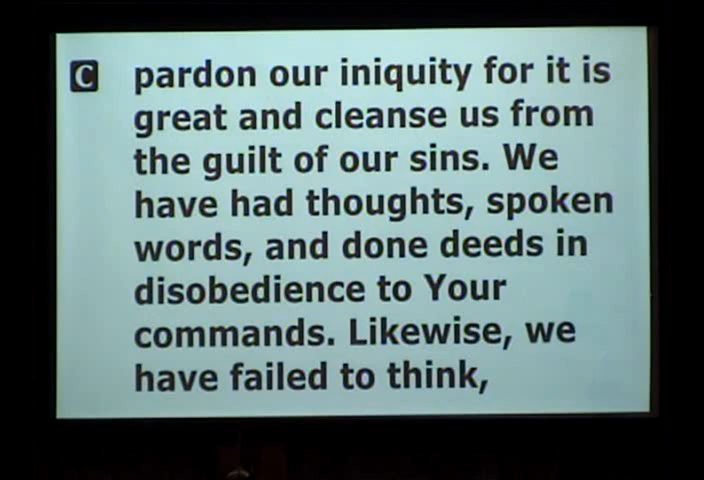 C pardon our iniquity for it is
great and cleanse us from
the guilt of our sins. We
have had thoughts, spoken
words, and done deeds in
disobedience to Your
commands. Likewise, we
have failed to think,